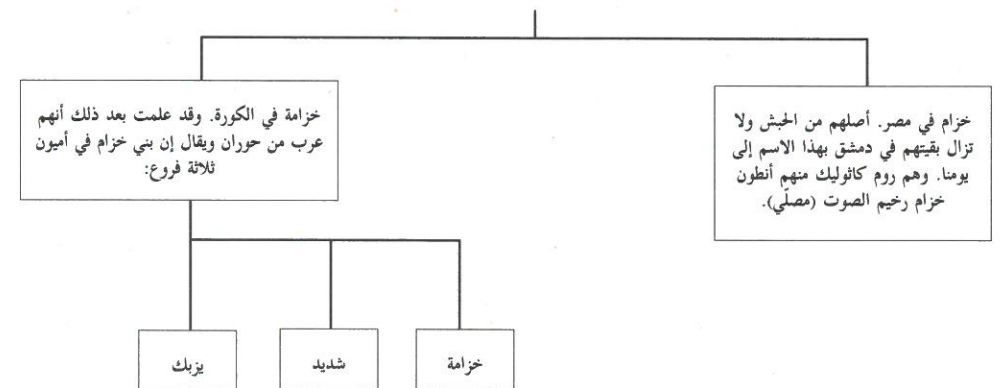 خزام في مصر. أصلهم من الحبش ولا
تزال بقيتهم في دمشق بهذا الاسم إلى
يومنا. وهم روم كاثوليك منهم أنطون
خزام رخيم الصوت (مصلّي).
خزامة في الكورة. وقد علمت بعد ذلك أنهم
عرب من حوران ويقال إن بني خزام في أميون
ثلاثة فروع:
خزامة
شديد
يزبك